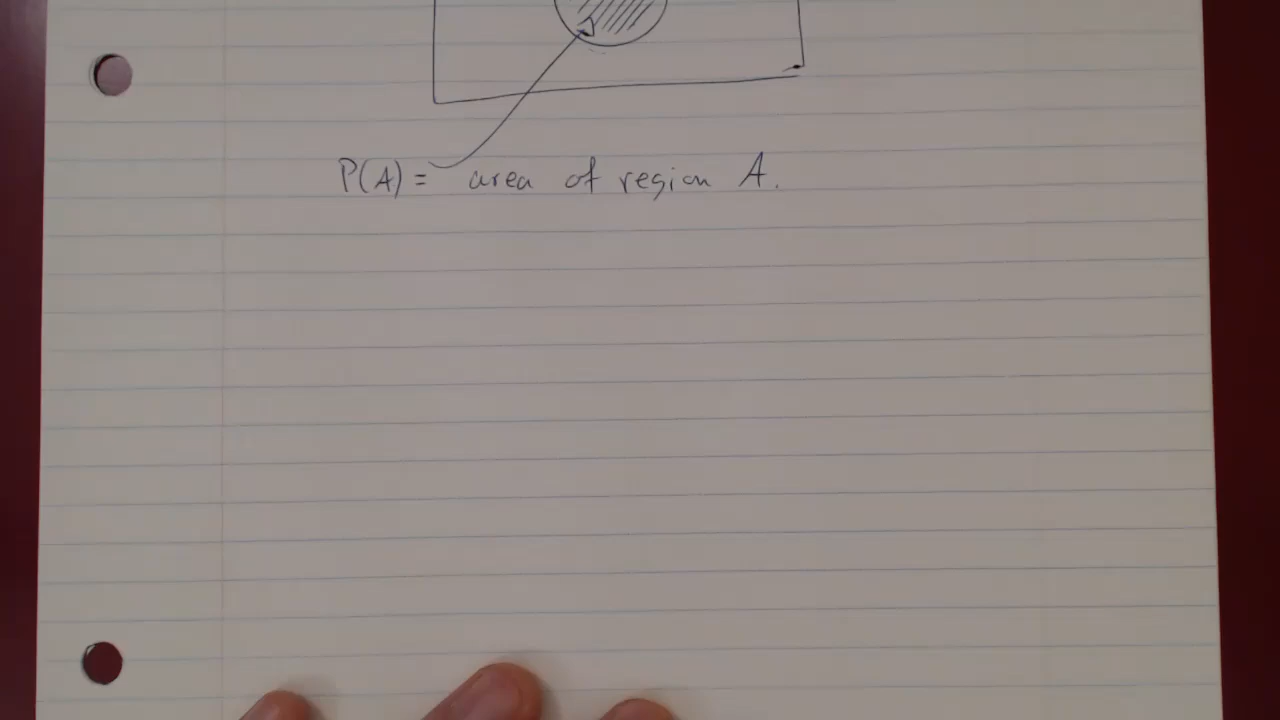 P(A) = area of region A.